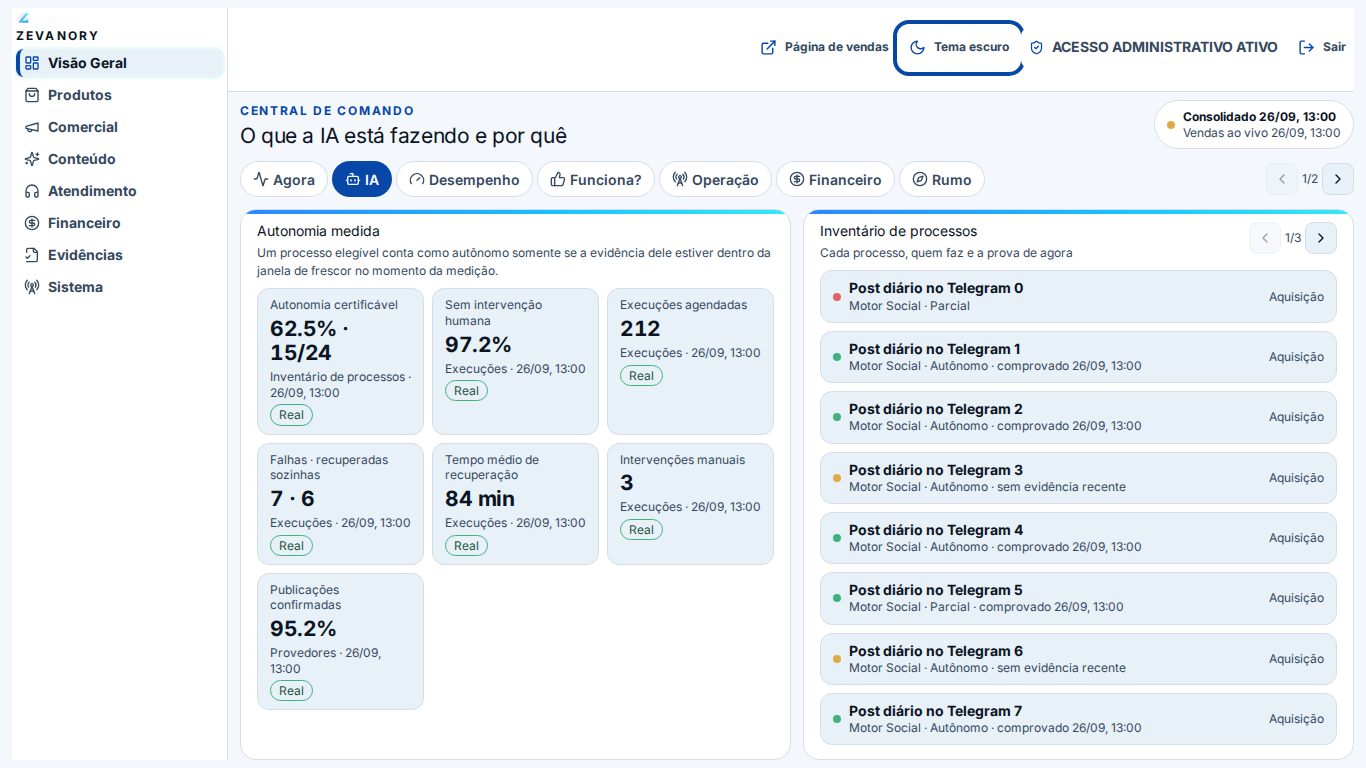 ZEVANORY
Visão Geral
Produtos
Comercial
Conteúdo
Atendimento
Financeiro
Evidências
Sistema
Página de vendas
Tema escuro
ACESSO ADMINISTRATIVO ATIVO
Sair
CENTRAL DE COMANDO
O que a IA está fazendo e por quê
Consolidado 26/09, 13:00
Vendas ao vivo 26/09, 13:00
Agora
IA
Desempenho
Funciona?
Operação
Financeiro
Rumo
1/2
Autonomia medida
Um processo elegível conta como autônomo somente se a evidência dele estiver dentro da
janela de frescor no momento da medição.
Autonomia certificável
62.5% ·
15/24
Inventário de processos ·
26/09, 13:00
Real
Sem intervenção
humana
97.2%
Execuções · 26/09, 13:00
Real
Execuções agendadas
212
Execuções · 26/09, 13:00
Real
Falhas · recuperadas
sozinhas
7 · 6
Execuções · 26/09, 13:00
Real
Tempo médio de
recuperação
84 min
Execuções · 26/09, 13:00
Real
Intervenções manuais
3
Execuções · 26/09, 13:00
Real
Publicações
confirmadas
95.2%
Provedores · 26/09,
13:00
Real
Inventário de processos
Cada processo, quem faz e a prova de agora
1/3
Post diário no Telegram 0
Motor Social · Parcial
Aquisição
Post diário no Telegram 1
Motor Social · Autônomo · comprovado 26/09, 13:00
Aquisição
Post diário no Telegram 2
Motor Social · Autônomo · comprovado 26/09, 13:00
Aquisição
Post diário no Telegram 3
Motor Social · Autônomo · sem evidência recente
Aquisição
Post diário no Telegram 4
Motor Social · Autônomo · comprovado 26/09, 13:00
Aquisição
Post diário no Telegram 5
Motor Social · Parcial · comprovado 26/09, 13:00
Aquisição
Post diário no Telegram 6
Motor Social · Autônomo · sem evidência recente
Aquisição
Post diário no Telegram 7
Motor Social · Autônomo · comprovado 26/09, 13:00
Aquisição